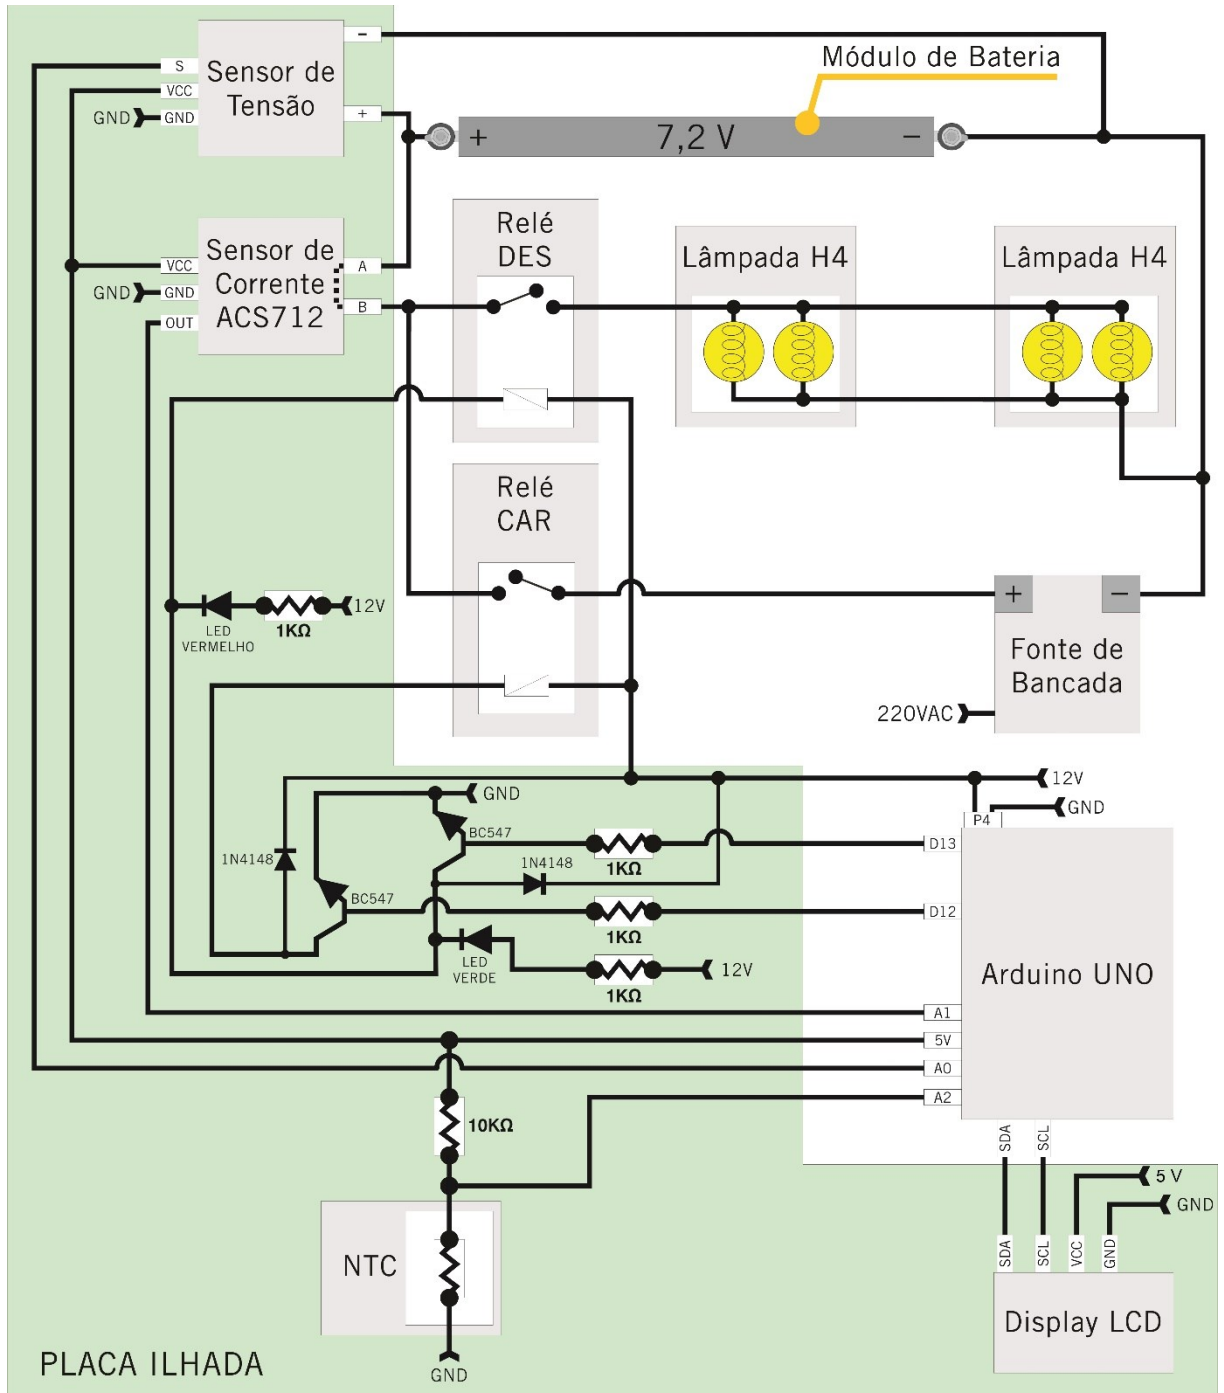 Módulo de Bateria
−
S
VCC
GND
GND
+
Sensor de
Tensão
+
7,2 V
−
VCC
GND
GND
OUT
Sensor de
Corrente
ACS712
A
B
Relé
DES
Lâmpada H4
Lâmpada H4
Relé
CAR
LED
VERMELHO
1KΩ
12V
+
−
Fonte de
Bancada
220VAC
12V
GND
GND
P4
1N4148
BC547
BC547
1N4148
1KΩ
1KΩ
LED
VERDE
1KΩ
12V
D13
D12
Arduino UNO
A1
5V
A0
A2
SDA
SCL
10KΩ
NTC
GND
5 V
GND
SDA
SCL
VCC
GND
Display LCD
PLACA ILHADA